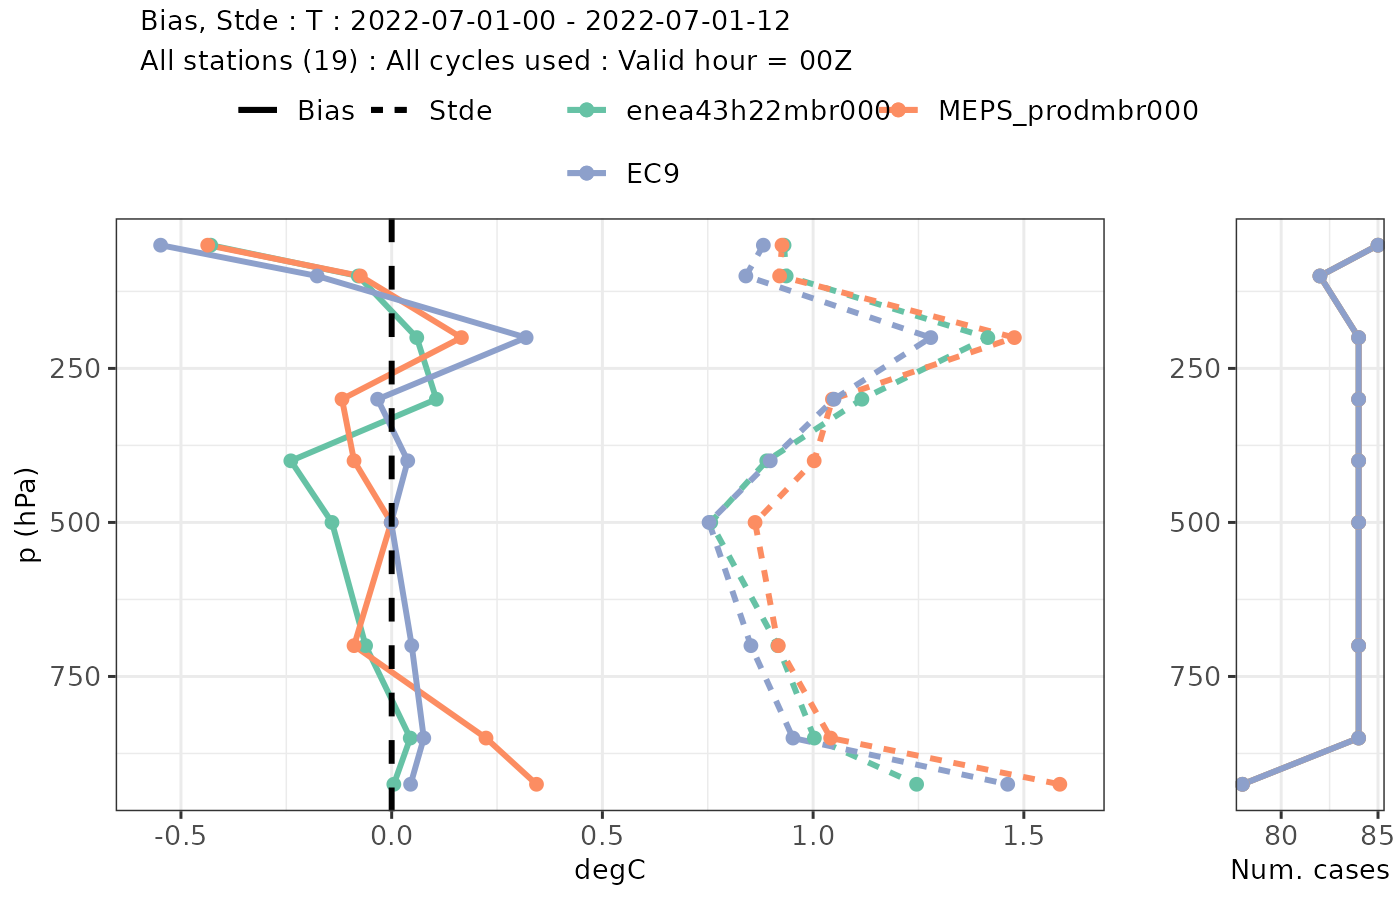 Bias, Stde : T : 2022-07-01-00 - 2022-07-01-12
All stations (19) : All cycles used : Valid hour = 00Z
Bias Stde enea43h22mbr000 MEPS_prodmbr000
EC9
p (hPa)
250
500
750
-0.5 0.0 0.5 1.0 1.5
degC
250
500
750
80 85
Num. cases